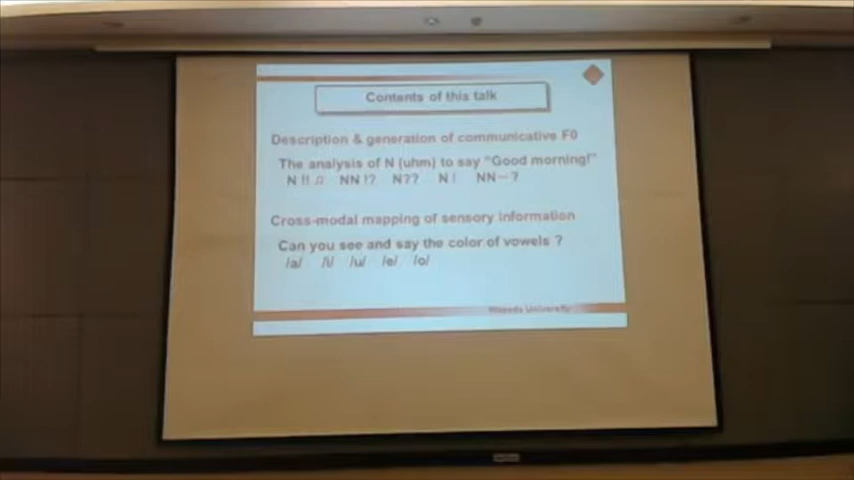 Contents of this talk
Description & generation of communicative F0
The analysis of N (uhm) to say "Good morning!"
N !! ♫ NN !? N?? N ! NN－?
Cross-modal mapping of sensory information
Can you see and say the color of vowels ?
/a/ /i/ /u/ /e/ /o/
Waseda University